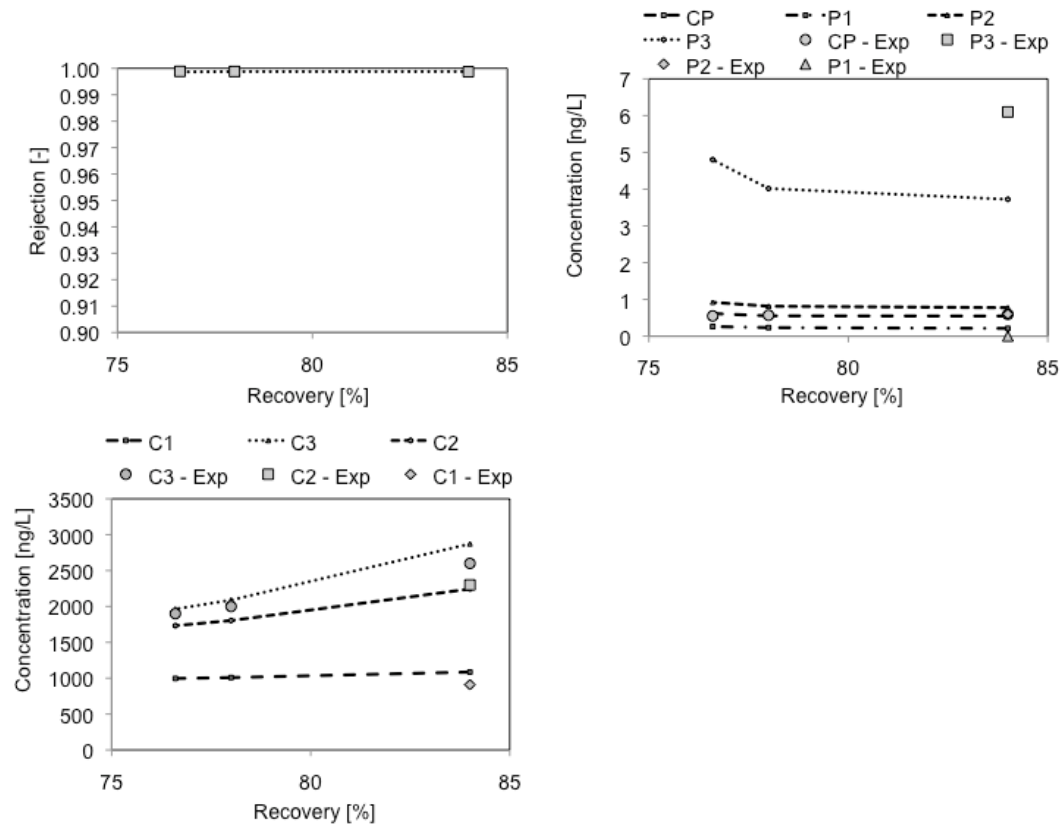 1.00
0.99
0.98
0.97
0.96
0.95
0.94
0.93
0.92
0.91
0.90
Rejection [-]
75 80 85
Recovery [%]
CP P1 P2
P3 CP - Exp P3 - Exp
P2 - Exp P1 - Exp
7
6
5
4
3
2
1
0
Concentration [ng/L]
75 80 85
Recovery [%]
C1 C3 C2
C3 - Exp C2 - Exp C1 - Exp
3500
3000
2500
2000
1500
1000
500
0
Concentration [ng/L]
75 80 85
Recovery [%]